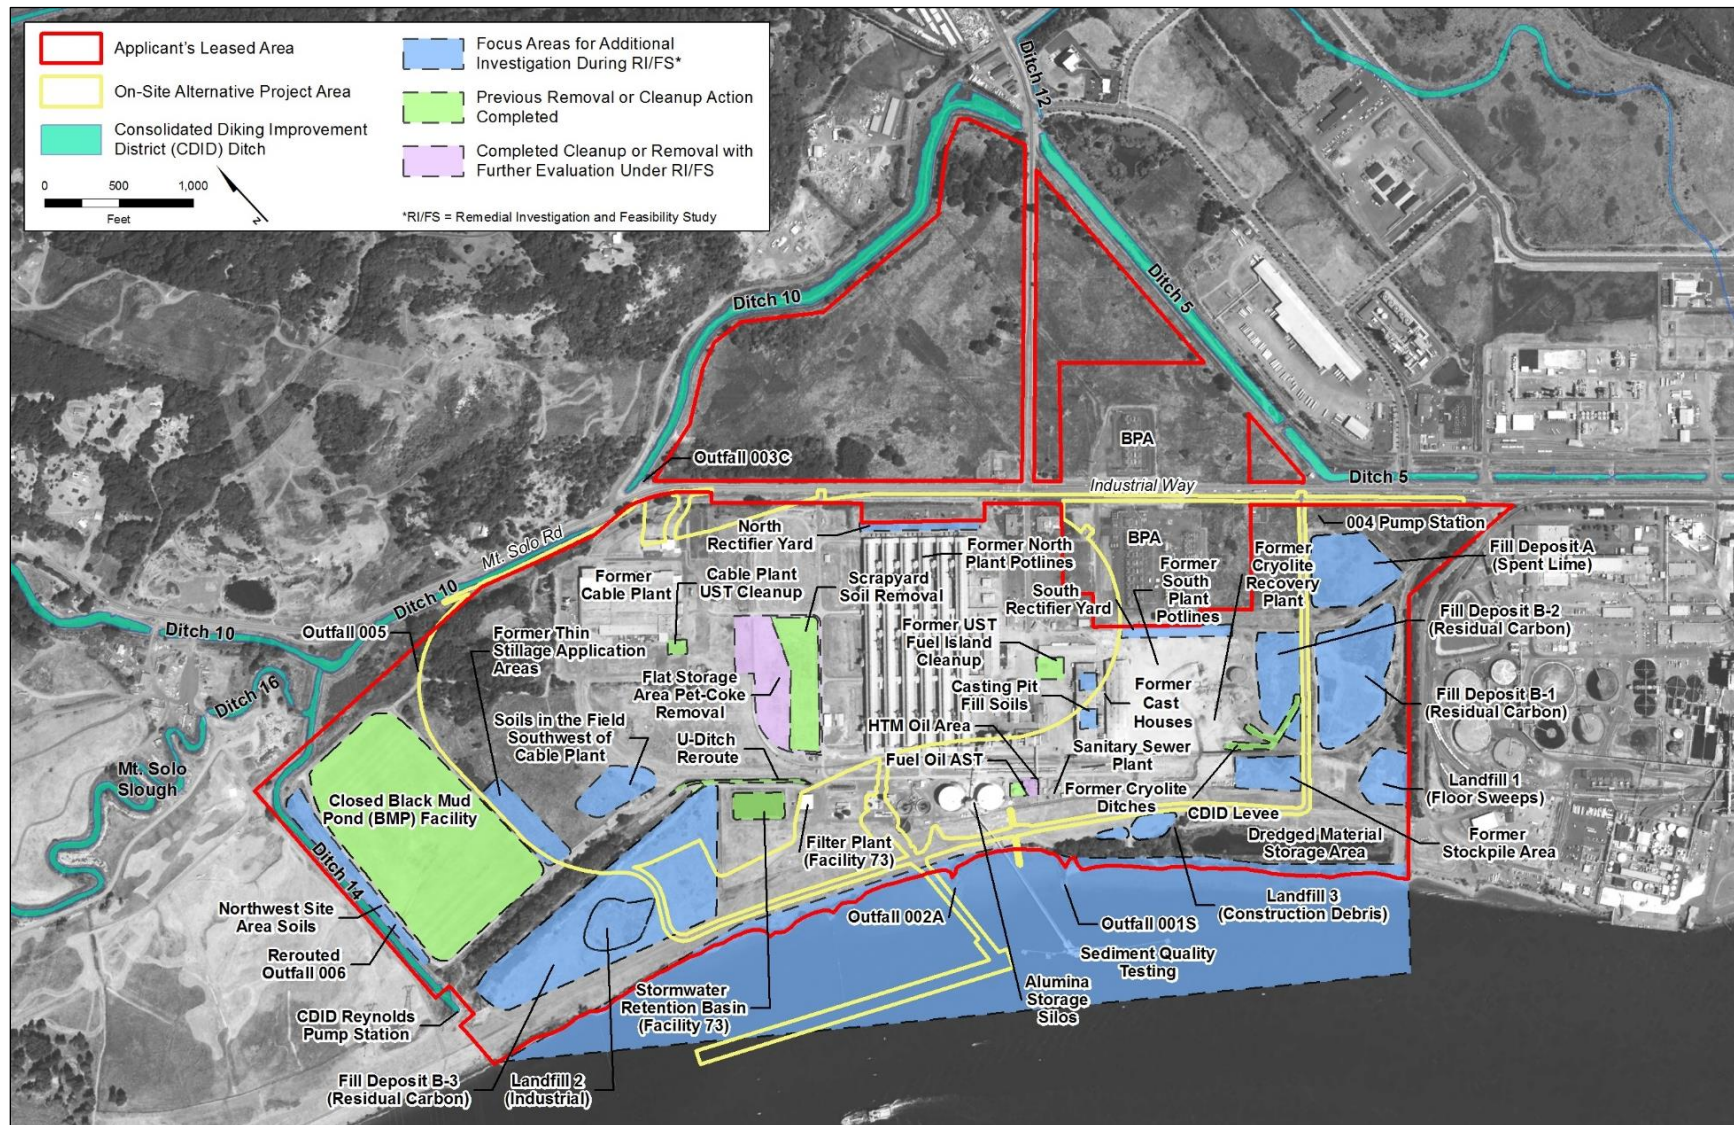 Applicant's Leased Area
On-Site Alternative Project Area
Consolidated Diking Improvement
District (CDID) Ditch
0 500 1,000
Feet
N
Focus Areas for Additional
Investigation During RI/FS*
Previous Removal or Cleanup Action
Completed
Completed Cleanup or Removal with
Further Evaluation Under RI/FS
*RI/FS = Remedial Investigation and Feasibility Study
Ditch 12
Ditch 10
Ditch 5
BPA
Outfall 003C
Industrial Way
Ditch 5
Mt. Solo Rd
North
Rectifier Yard
Former North
Plant Potlines
BPA
004 Pump Station
Former
Cable Plant
Cable Plant
UST Cleanup
Scrapyard
Soil Removal
South
Rectifier Yard
Former
South
Plant
Potlines
Former
Cryolite
Recovery
Plant
Fill Deposit A
(Spent Lime)
Ditch 10
Ditch 10
Outfall 005
Former Thin
Stillage Application
Areas
Former UST
Fuel Island
Cleanup
Fill Deposit B-2
(Residual Carbon)
Ditch 16
Flat Storage
Area Pet-Coke
Removal
Casting Pit
Fill Soils
Former
Cast
Houses
Fill Deposit B-1
(Residual Carbon)
Soils in the Field
Southwest of
Cable Plant
U-Ditch
Reroute
HTM Oil Area
Fuel Oil AST
Sanitary Sewer
Plant
Mt. Solo
Slough
Closed Black Mud
Pond (BMP) Facility
Former Cryolite
Ditches
CDID Levee
Landfill 1
(Floor Sweeps)
Filter Plant
(Facility 73)
Dredged Material
Storage Area
Former
Stockpile Area
Ditch 14
Northwest Site
Area Soils
Outfall 002A
Outfall 001S
Landfill 3
(Construction Debris)
Rerouted
Outfall 006
Sediment Quality
Testing
Stormwater
Retention Basin
(Facility 73)
Alumina
Storage
Silos
CDID Reynolds
Pump Station
Fill Deposit B-3
(Residual Carbon)
Landfill 2
(Industrial)